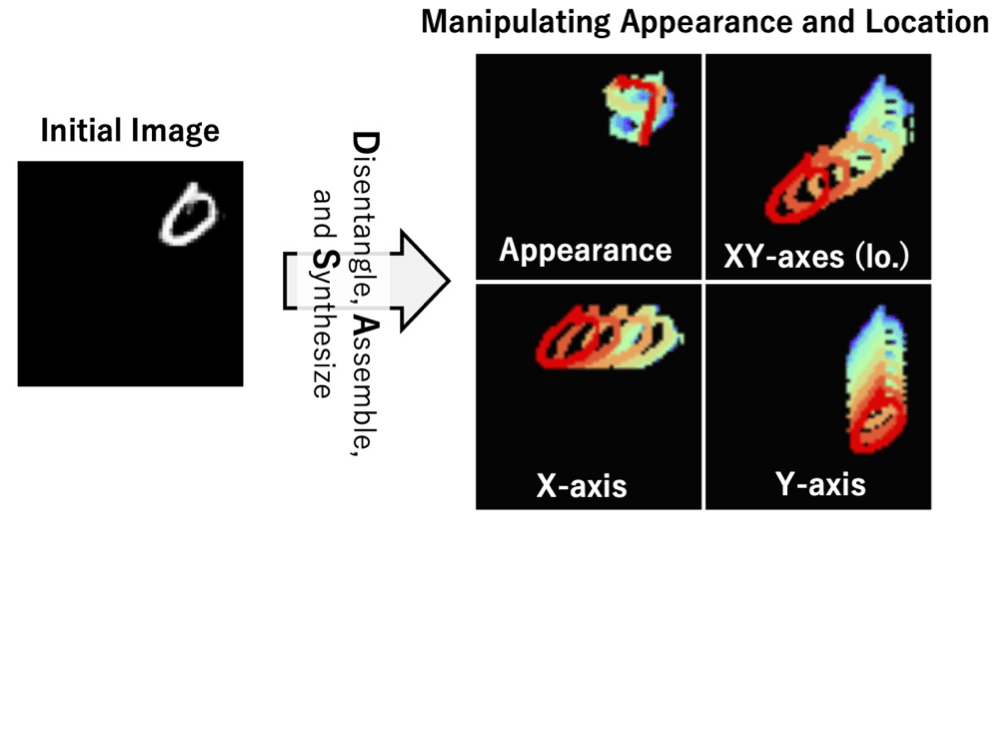 Manipulating Appearance and Location
Initial Image
Disentangle, Assemble,
and Synthesize
Appearance
XY-axes (lo.)
X-axis
Y-axis